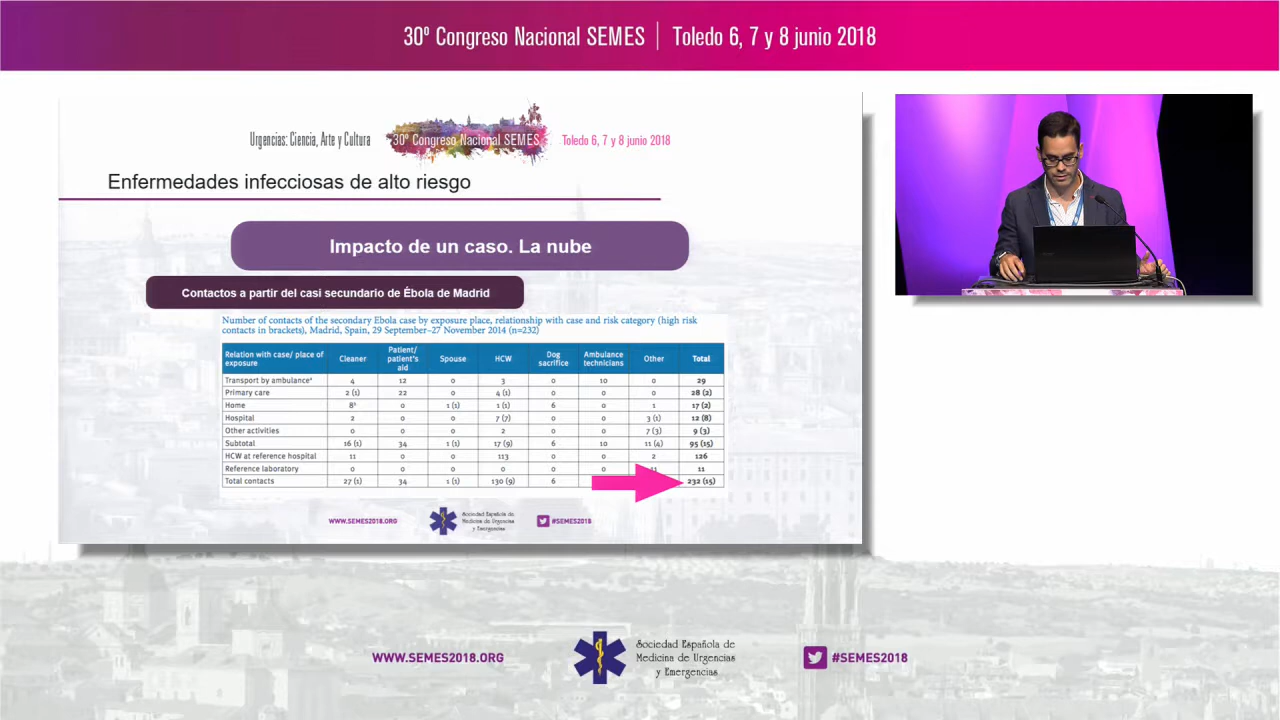 30º Congreso Nacional SEMES | Toledo 6, 7 y 8 junio 2018
Urgencias: Ciencia, Arte y Cultura 30º Congreso Nacional SEMES Toledo 6, 7 y 8 junio 2018
Enfermedades infecciosas de alto riesgo
Impacto de un caso. La nube
Contactos a partir del casi secundario de Ébola de Madrid
Number of contacts of the secondary Ebola case by exposure place, relationship with case and risk category (high risk
contacts in brackets), Madrid, Spain, 29 September–27 November 2014 (n=232)
Relation with case/ place of exposure Cleaner Patient/ patient's aid Spouse HCW Dog sacrifice Ambulance technicians Other Total
Transport by ambulanceª 4 12 0 3 0 10 0 29
Primary care 2 (1) 22 0 4 (1) 0 0 0 28 (2)
Home 8ᵇ 0 1 (1) 1 (1) 6 0 1 17 (2)
Hospital 2 0 0 7 (7) 0 0 3 (1) 12 (8)
Other activities 0 0 0 2 0 0 7 (3) 9 (3)
Subtotal 16 (1) 34 1 (1) 17 (9) 6 10 11 (4) 95 (15)
HCW at reference hospital 11 0 0 113 0 0 2 126
Reference laboratory 0 0 0 0 0 0 11 11
Total contacts 27 (1) 34 1 (1) 130 (9) 6 232 (15)
WWW.SEMES2018.ORG
Sociedad Española de
Medicina de Urgencias
y Emergencias
#SEMES2018
WWW.SEMES2018.ORG
Sociedad Española de
Medicina de Urgencias
y Emergencias
#SEMES2018